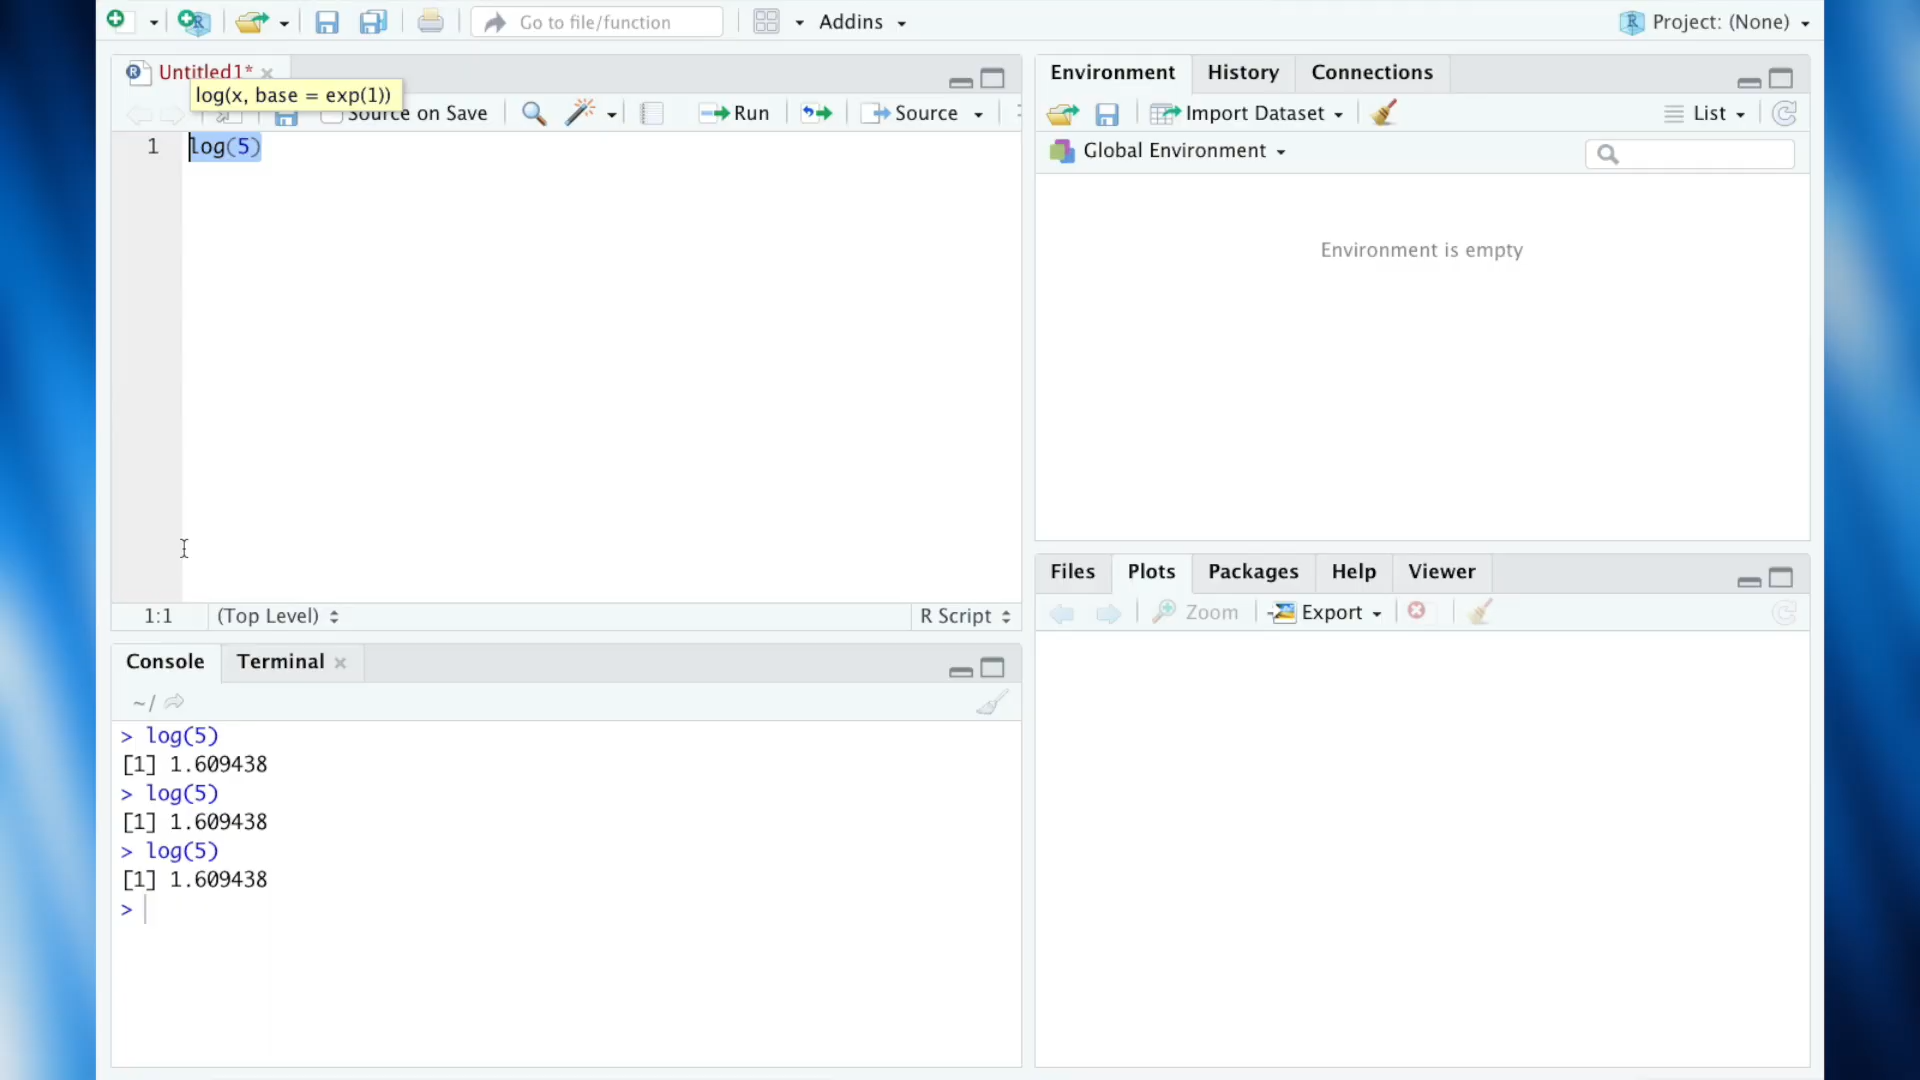 Go to file/function
Addins
Project: (None)
Untitled1*
log(x, base = exp(1))
Source on Save
Run
Source
1
log(5)
1:1
(Top Level)
R Script
Console
Terminal
~/
> log(5)
[1] 1.609438
> log(5)
[1] 1.609438
> log(5)
[1] 1.609438
>
Environment
History
Connections
Import Dataset
List
Global Environment
Environment is empty
Files
Plots
Packages
Help
Viewer
Zoom
Export